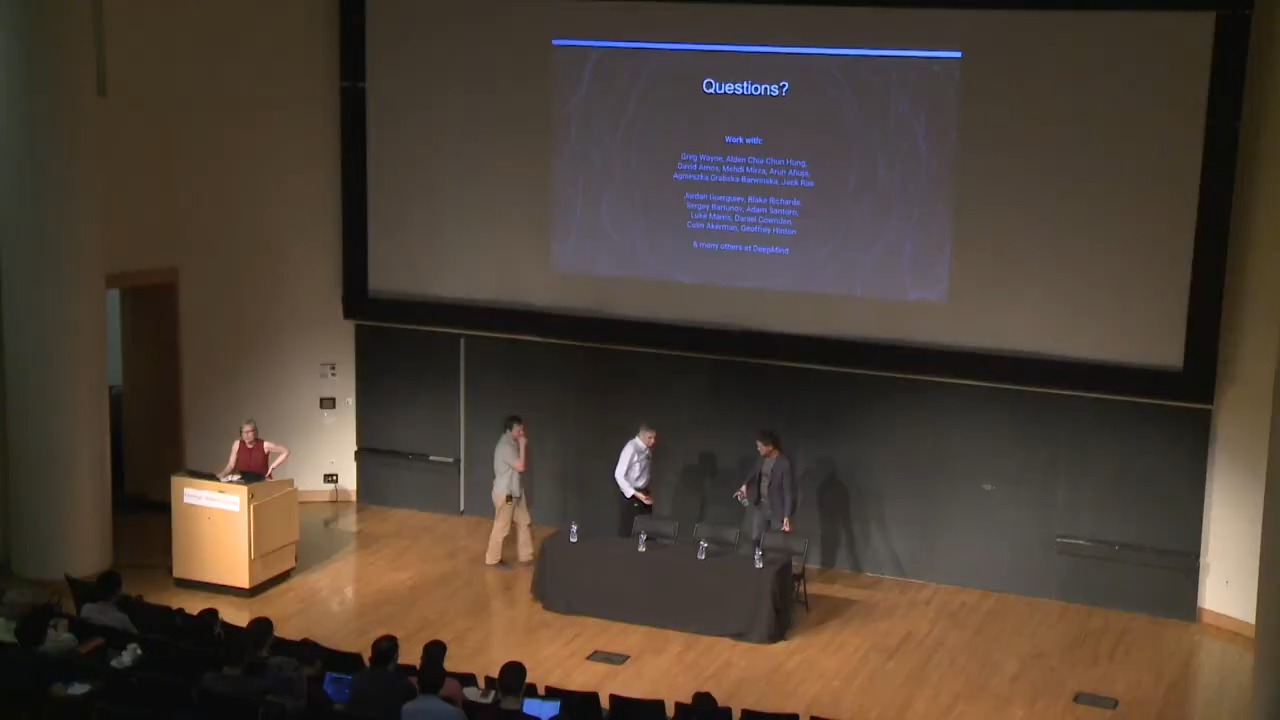 Questions?
Work with:
Greg Wayne, Alden Chia-Chun Hung,
David Amos, Mehdi Mirza, Arun Ahuja,
Agnieszka Grabska-Barwinska, Jack Rae
Jordan Guerguiev, Blake Richards,
Sergey Bartunov, Adam Santoro,
Luke Marris, Daniel Cownden,
Colin Akerman, Geoffrey Hinton
& many others at DeepMind